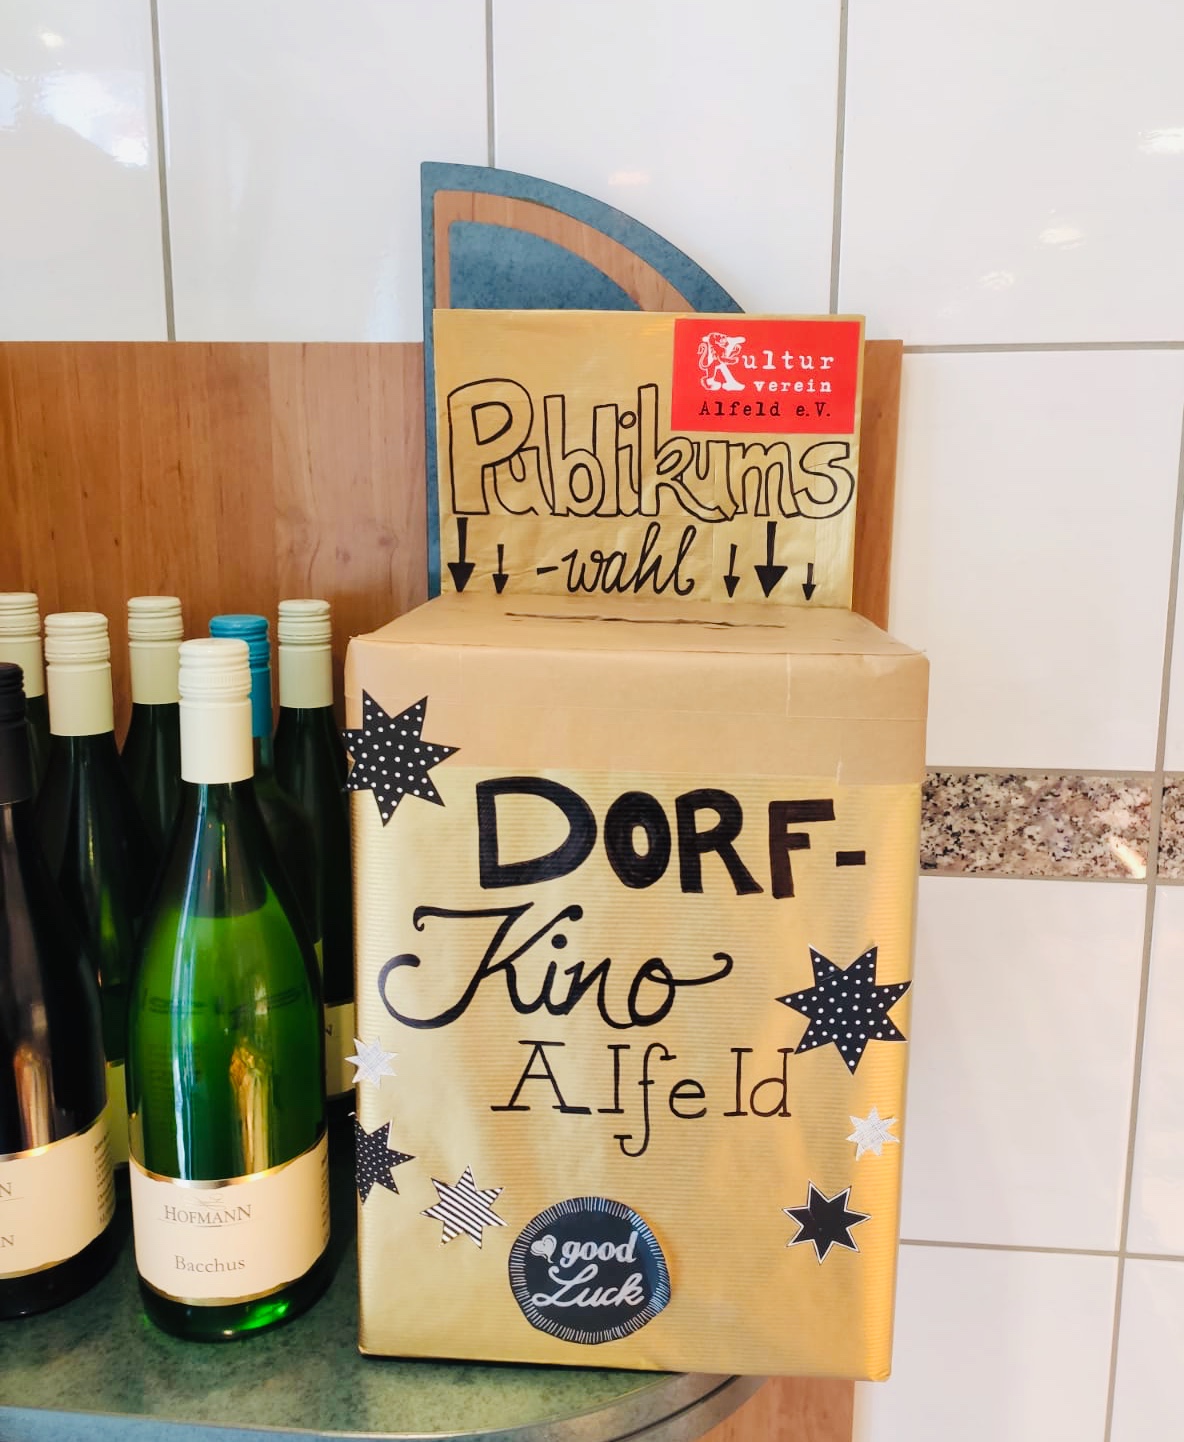 Kultur
verein
Alfeld e.V.
Publikums
-wahl
DORF-
Kino
Alfeld
good
Luck
HOFMANN
Bacchus